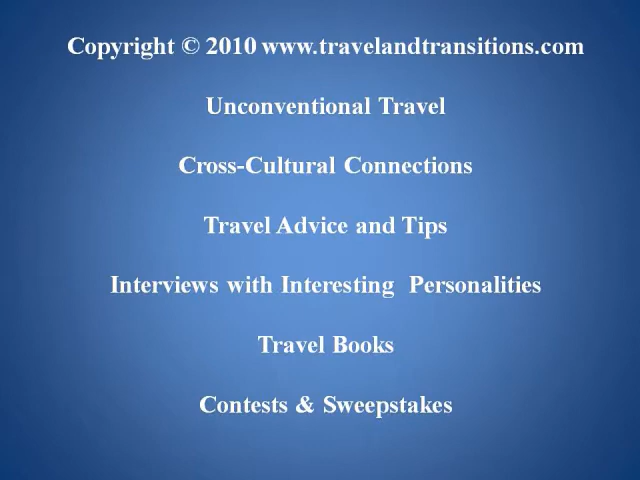 Copyright © 2010 www.travelandtransitions.com
Unconventional Travel
Cross-Cultural Connections
Travel Advice and Tips
Interviews with Interesting  Personalities
Travel Books
Contests & Sweepstakes